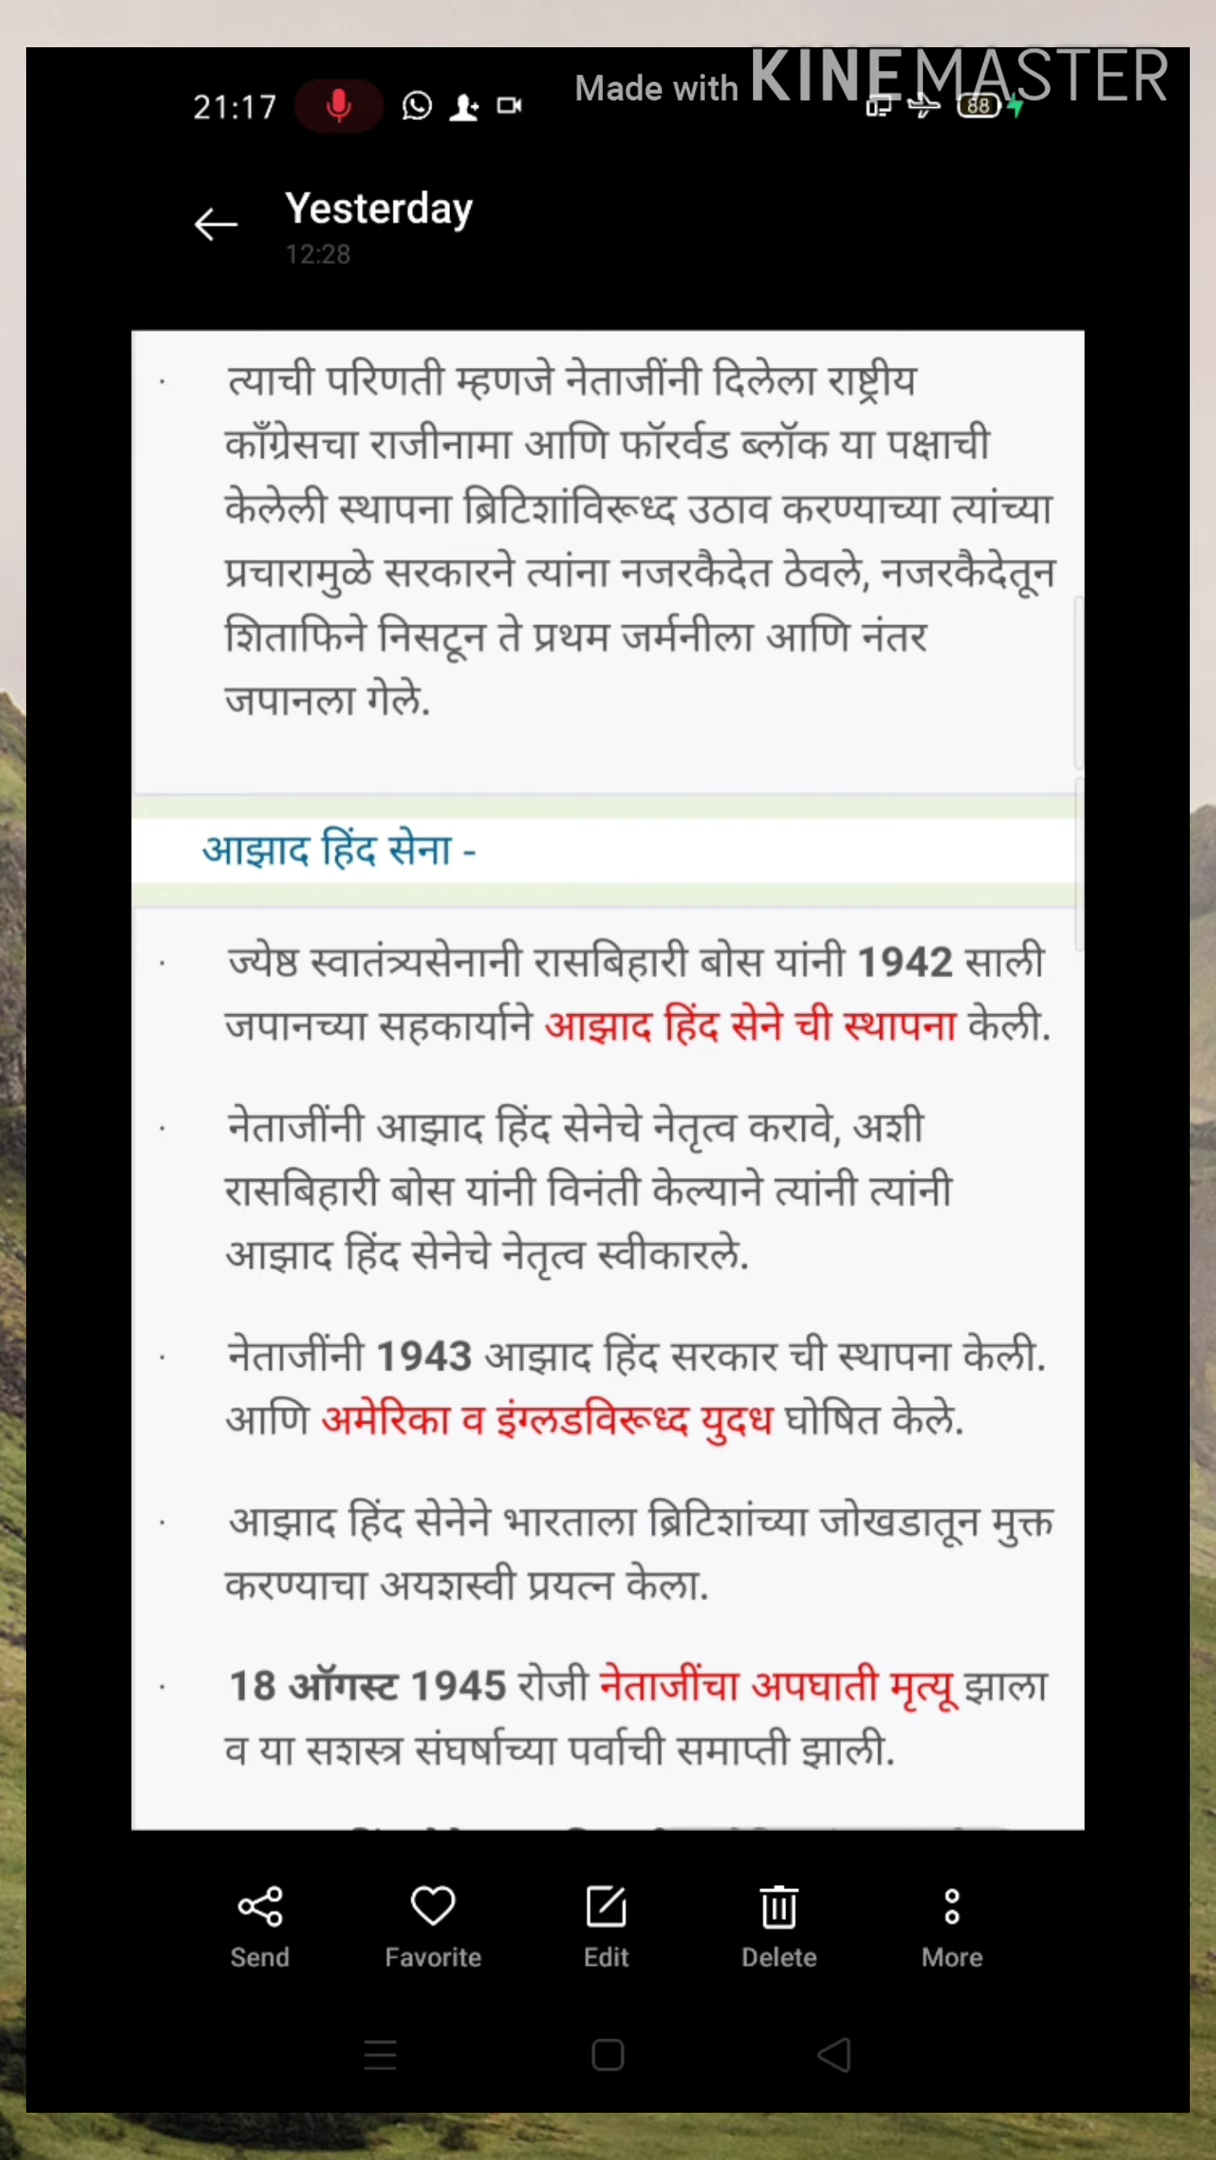 Made with KINEMASTER
21:17
88
Yesterday
12:28
· त्याची परिणती म्हणजे नेताजींनी दिलेला राष्ट्रीय
काँग्रेसचा राजीनामा आणि फॉरर्वड ब्लॉक या पक्षाची
केलेली स्थापना ब्रिटिशांविरूध्द उठाव करण्याच्या त्यांच्या
प्रचारामुळे सरकारने त्यांना नजरकैदेत ठेवले, नजरकैदेतून
शिताफिने निसटून ते प्रथम जर्मनीला आणि नंतर
जपानला गेले.
आझाद हिंद सेना -
· ज्येष्ठ स्वातंत्र्यसेनानी रासबिहारी बोस यांनी 1942 साली
जपानच्या सहकार्याने आझाद हिंद सेने ची स्थापना केली.
· नेताजींनी आझाद हिंद सेनेचे नेतृत्व करावे, अशी
रासबिहारी बोस यांनी विनंती केल्याने त्यांनी त्यांनी
आझाद हिंद सेनेचे नेतृत्व स्वीकारले.
· नेताजींनी 1943 आझाद हिंद सरकार ची स्थापना केली.
आणि अमेरिका व इंग्लडविरूध्द युदध घोषित केले.
· आझाद हिंद सेनेने भारताला ब्रिटिशांच्या जोखडातून मुक्त
करण्याचा अयशस्वी प्रयत्न केला.
· 18 ऑगस्ट 1945 रोजी नेताजींचा अपघाती मृत्यू झाला
व या सशस्त्र संघर्षाच्या पर्वाची समाप्ती झाली.
Send Favorite Edit Delete More